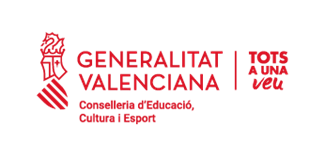 GENERALITAT
VALENCIANA
Conselleria d'Educació,
Cultura i Esport
TOTS
A UNA
veu